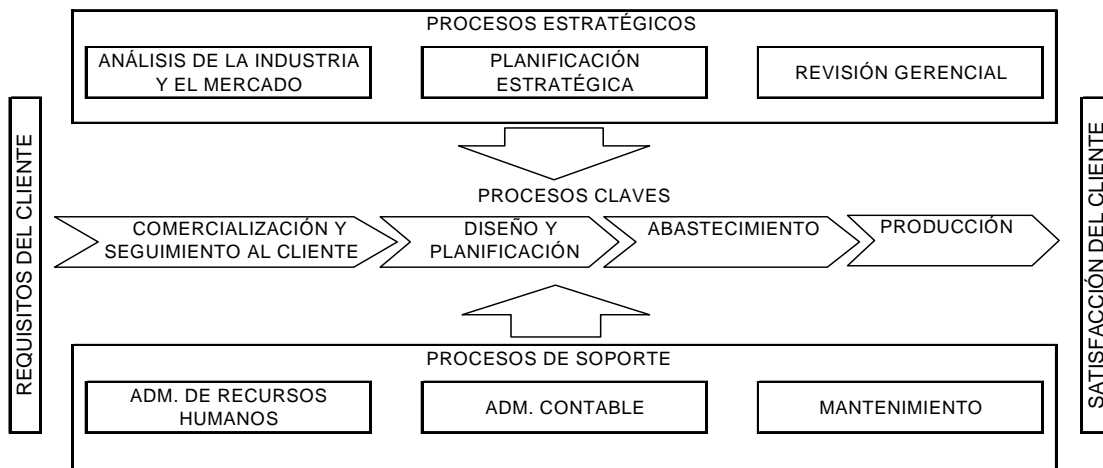 PROCESOS ESTRATÉGICOS
ANÁLISIS DE LA INDUSTRIA
Y EL MERCADO
PLANIFICACIÓN
ESTRATÉGICA
REVISIÓN GERENCIAL
REQUISITOS DEL CLIENTE
PROCESOS CLAVES
COMERCIALIZACIÓN Y
SEGUIMIENTO AL CLIENTE
DISEÑO Y
PLANIFICACIÓN
ABASTECIMIENTO
PRODUCCIÓN
SATISFACCIÓN DEL CLIENTE
PROCESOS DE SOPORTE
ADM. DE RECURSOS
HUMANOS
ADM. CONTABLE
MANTENIMIENTO